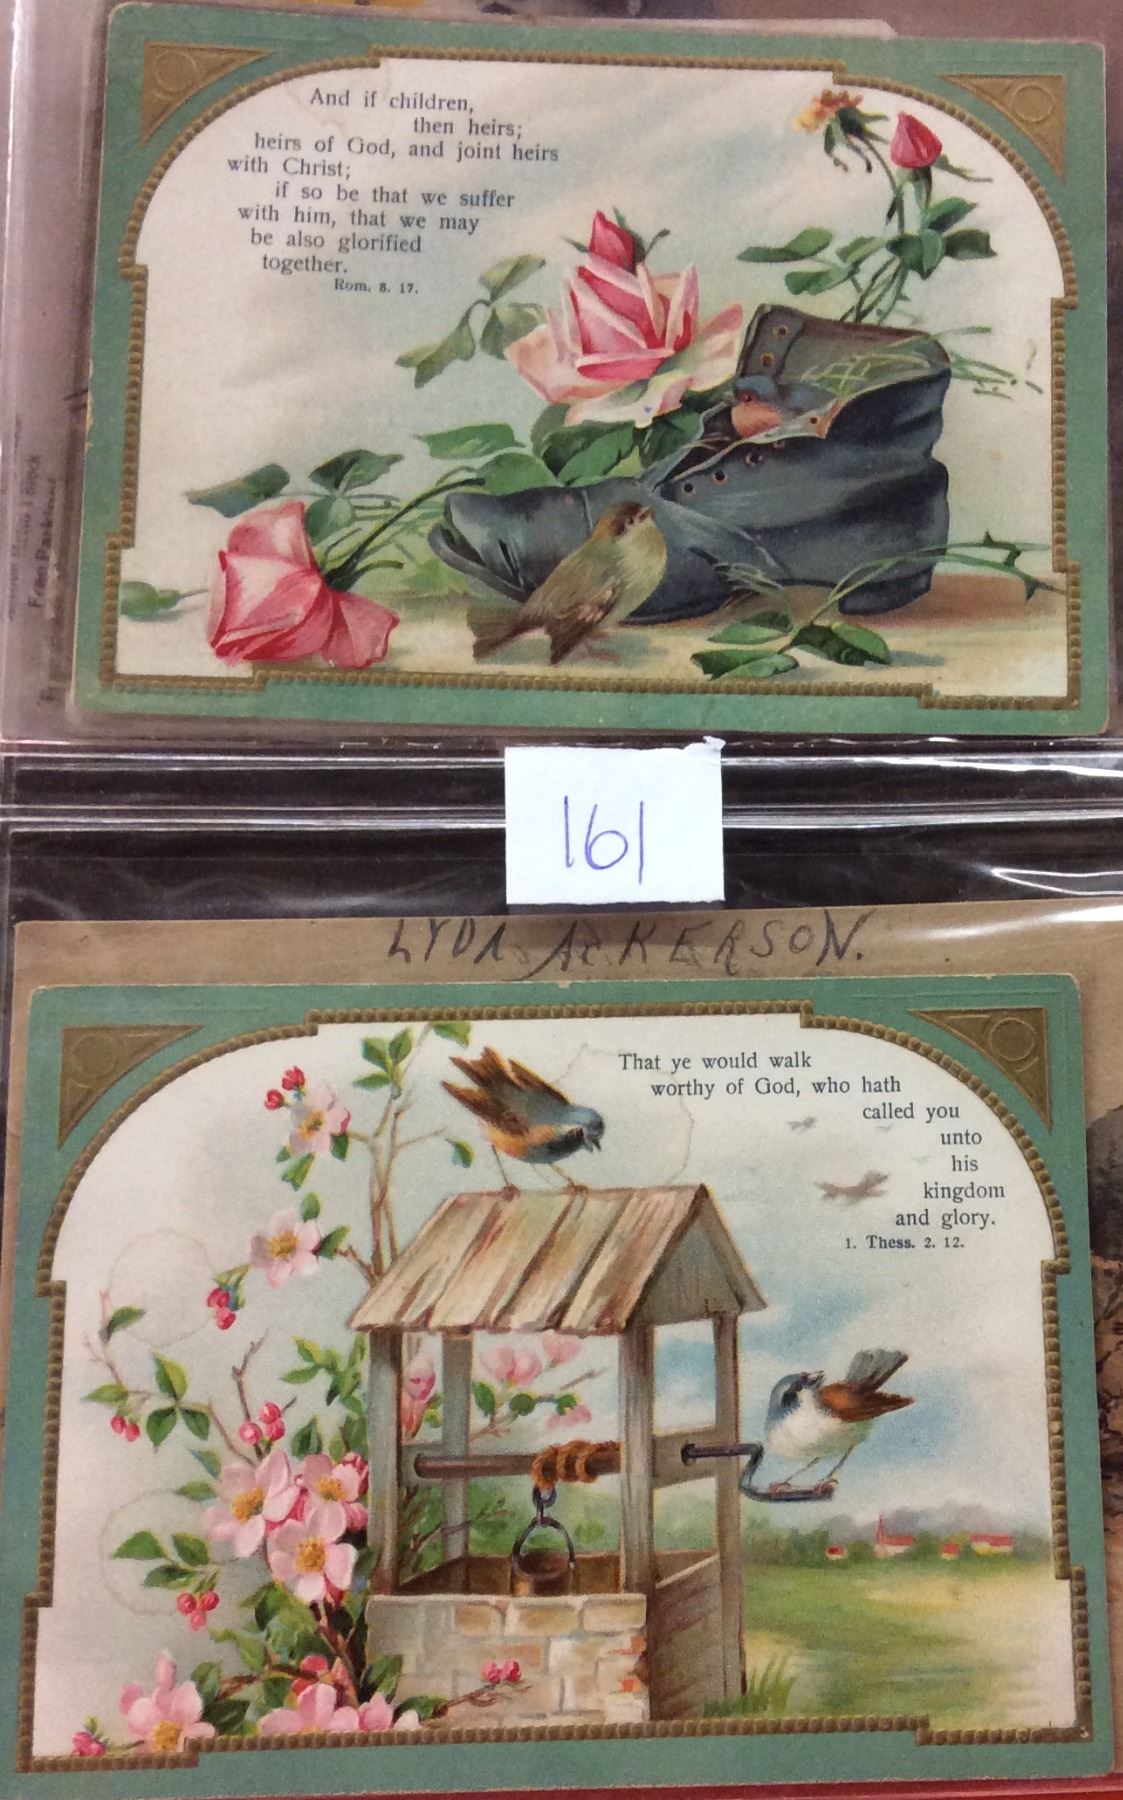 And if children,
then heirs;
heirs of God, and joint heirs
with Christ;
if so be that we suffer
with him, that we may
be also glorified
together.
Rom. 8. 17.
161
LYDA ACKERSON.
That ye would walk
worthy of God, who hath
called you
unto
his
kingdom
and glory.
1. Thess. 2. 12.